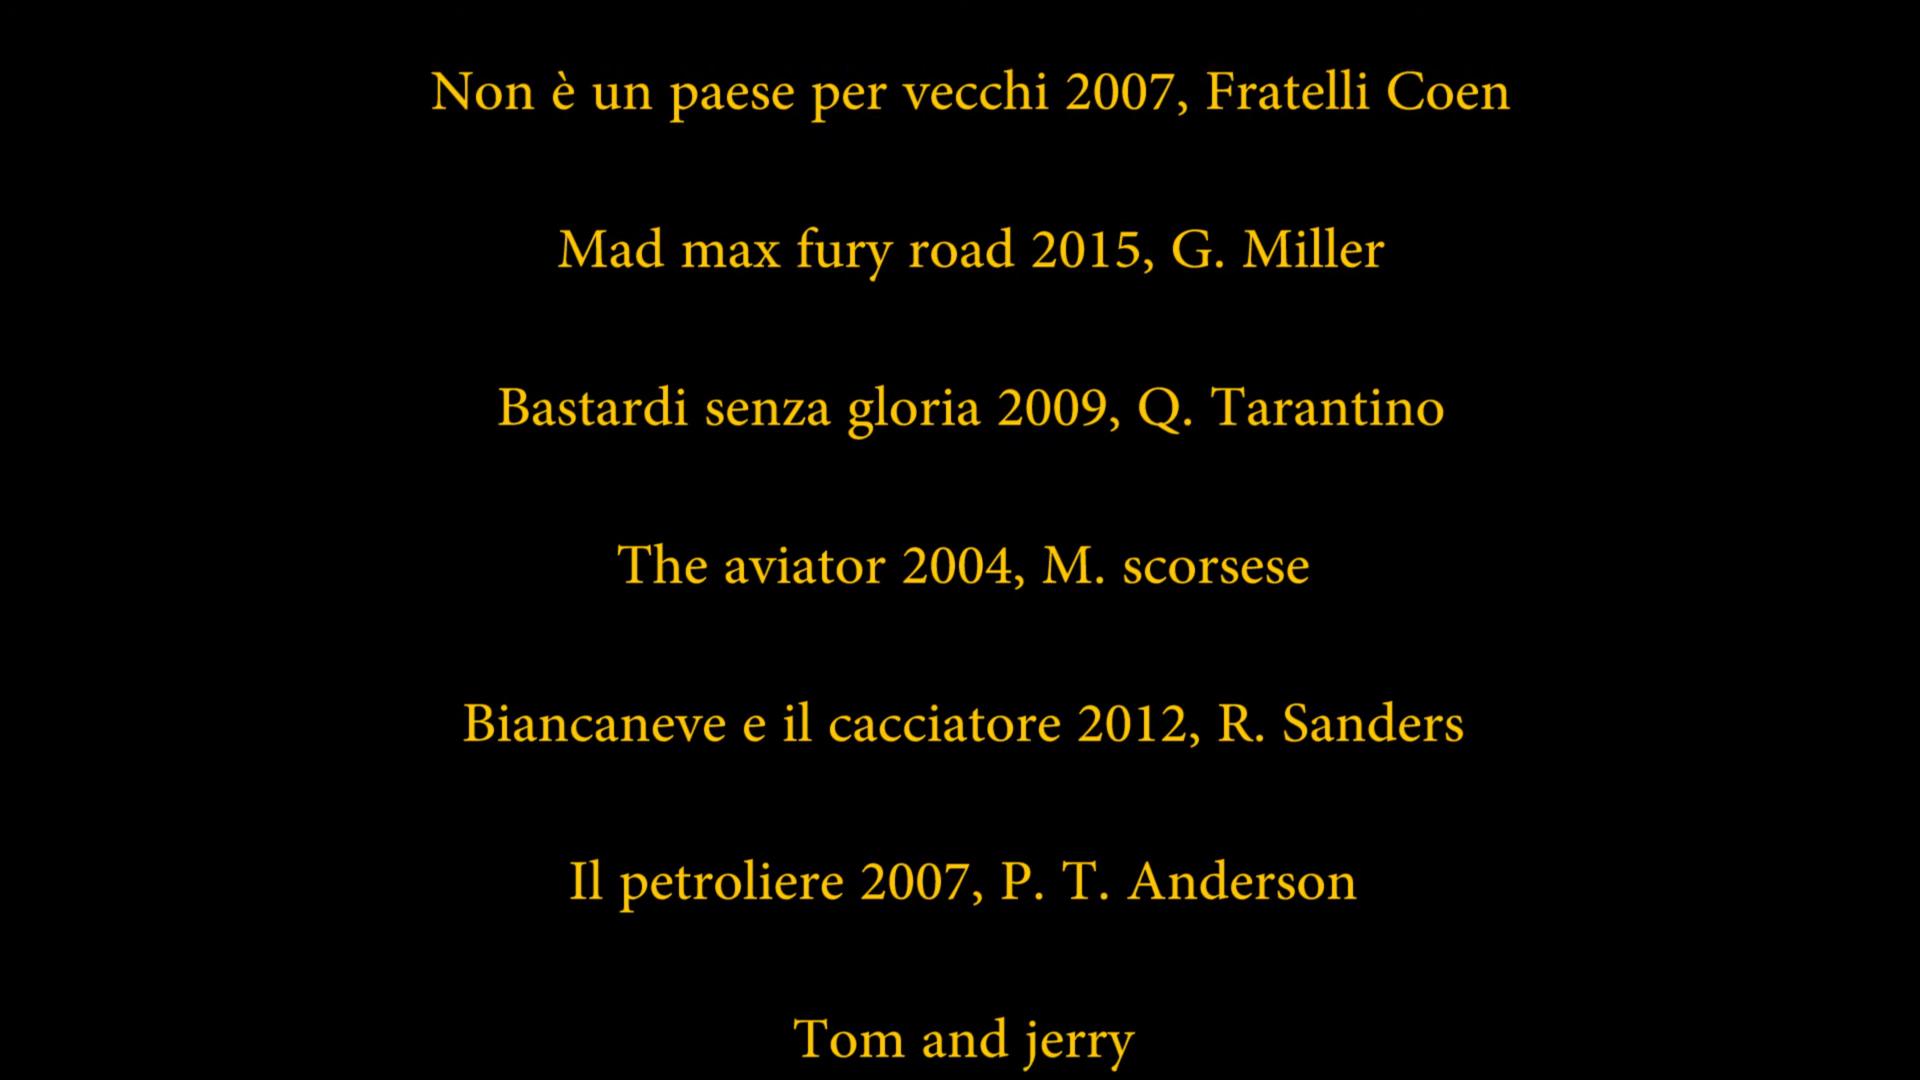 Non è un paese per vecchi 2007, Fratelli Coen
Mad max fury road 2015, G. Miller
Bastardi senza gloria 2009, Q. Tarantino
The aviator 2004, M. scorsese
Biancaneve e il cacciatore 2012, R. Sanders
Il petroliere 2007, P. T. Anderson
Tom and jerry